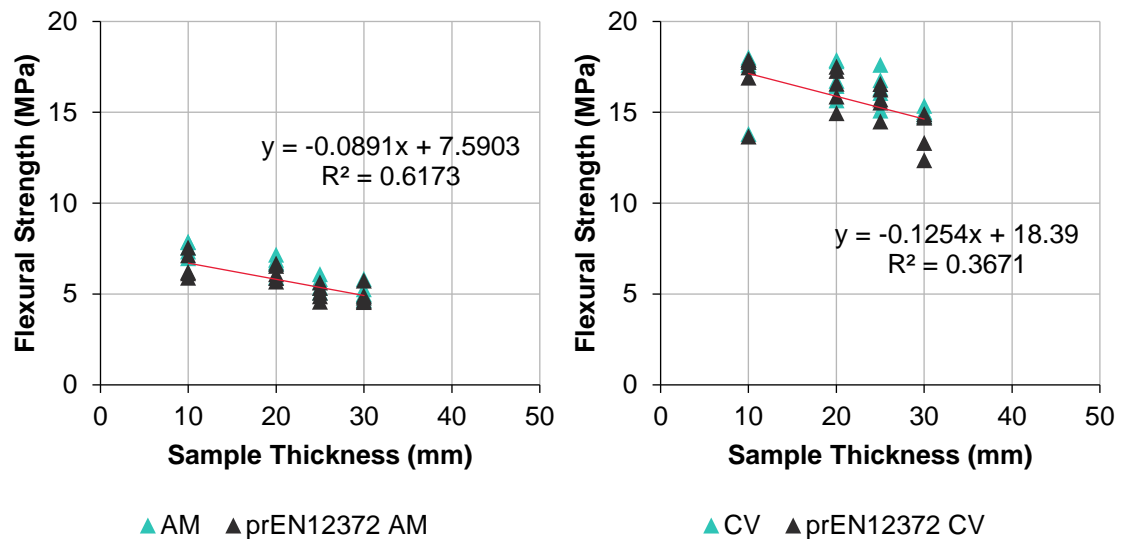 Flexural Strength (MPa)
20
15
10
5
0
y = -0.0891x + 7.5903
R² = 0.6173
0 10 20 30 40 50
Sample Thickness (mm)
AM prEN12372 AM
Flexural Strength (MPa)
20
15
10
5
0
y = -0.1254x + 18.39
R² = 0.3671
0 10 20 30 40 50
Sample Thickness (mm)
CV prEN12372 CV